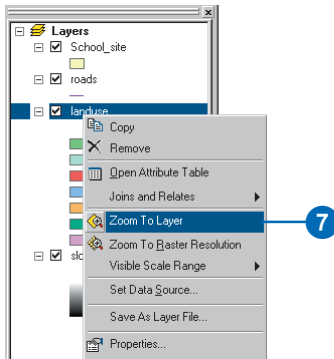 Layers
School_site
roads
landuse
Copy
Remove
Open Attribute Table
Joins and Relates
Zoom To Layer
7
Zoom To Raster Resolution
Visible Scale Range
Set Data Source...
Save As Layer File...
Properties...